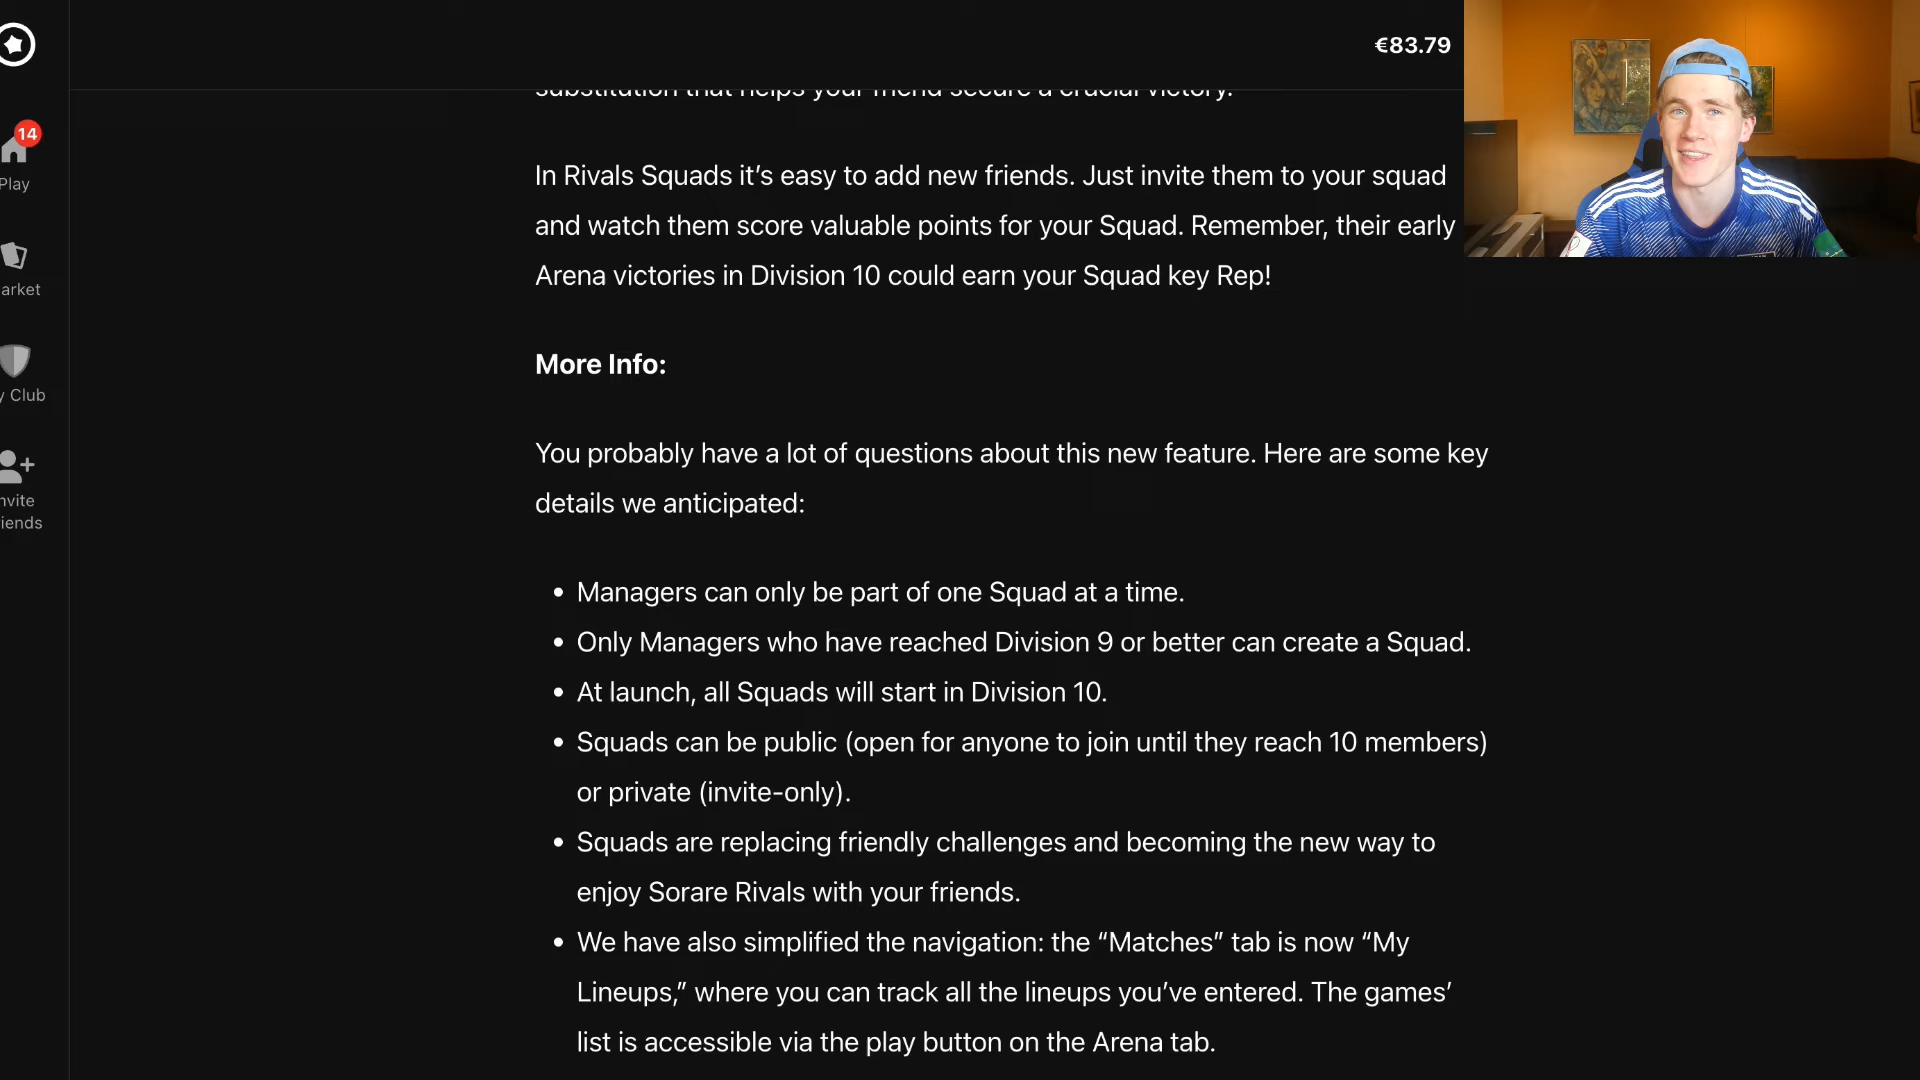 €83.79
14
Play
arket
y Club
nvite
iends
substitution that helps your friend secure a crucial victory.
In Rivals Squads it’s easy to add new friends. Just invite them to your squad
and watch them score valuable points for your Squad. Remember, their early
Arena victories in Division 10 could earn your Squad key Rep!
More Info:
You probably have a lot of questions about this new feature. Here are some key
details we anticipated:
• Managers can only be part of one Squad at a time.
• Only Managers who have reached Division 9 or better can create a Squad.
• At launch, all Squads will start in Division 10.
• Squads can be public (open for anyone to join until they reach 10 members)
or private (invite-only).
• Squads are replacing friendly challenges and becoming the new way to
enjoy Sorare Rivals with your friends.
• We have also simplified the navigation: the “Matches” tab is now “My
Lineups,” where you can track all the lineups you’ve entered. The games’
list is accessible via the play button on the Arena tab.